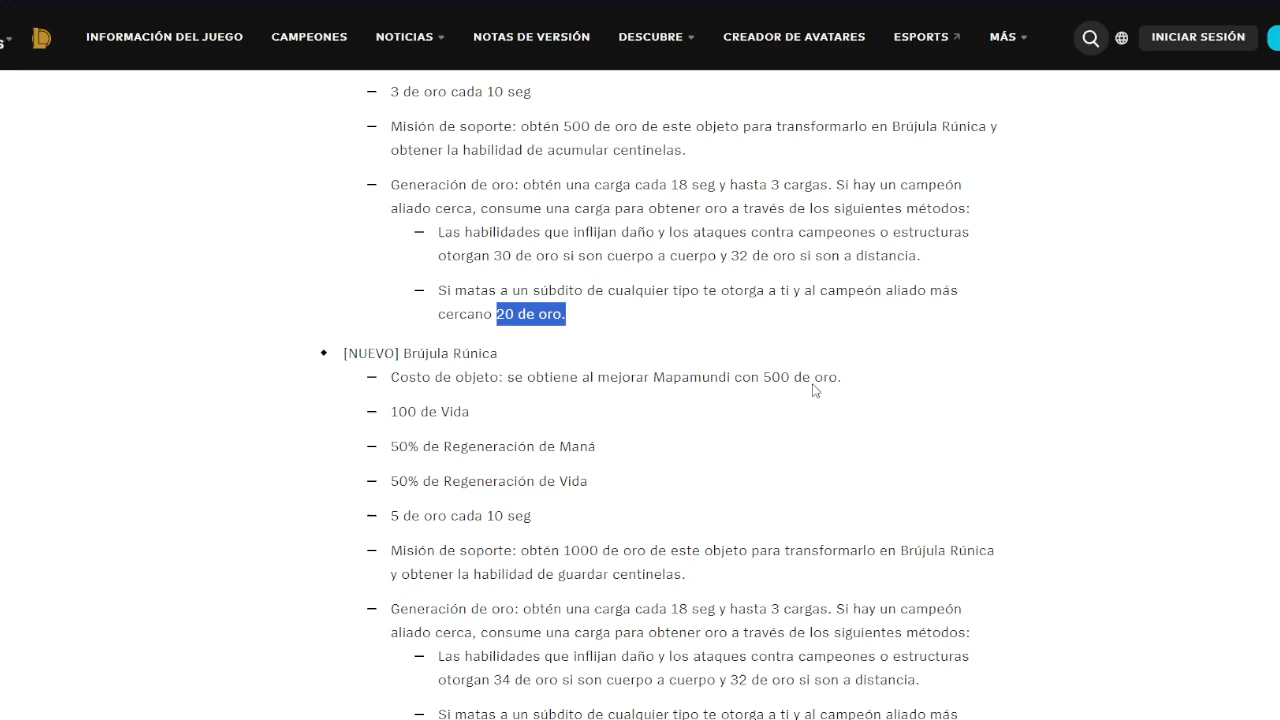 S
INFORMACIÓN DEL JUEGO CAMPEONES NOTICIAS NOTAS DE VERSIÓN DESCUBRE CREADOR DE AVATARES ESPORTS MÁS INICIAR SESIÓN
— 3 de oro cada 10 seg
— Misión de soporte: obtén 500 de oro de este objeto para transformarlo en Brújula Rúnica y
obtener la habilidad de acumular centinelas.
— Generación de oro: obtén una carga cada 18 seg y hasta 3 cargas. Si hay un campeón
aliado cerca, consume una carga para obtener oro a través de los siguientes métodos:
— Las habilidades que inflijan daño y los ataques contra campeones o estructuras
otorgan 30 de oro si son cuerpo a cuerpo y 32 de oro si son a distancia.
— Si matas a un súbdito de cualquier tipo te otorga a ti y al campeón aliado más
cercano 20 de oro.
◆ [NUEVO] Brújula Rúnica
— Costo de objeto: se obtiene al mejorar Mapamundi con 500 de oro.
— 100 de Vida
— 50% de Regeneración de Maná
— 50% de Regeneración de Vida
— 5 de oro cada 10 seg
— Misión de soporte: obtén 1000 de oro de este objeto para transformarlo en Brújula Rúnica
y obtener la habilidad de guardar centinelas.
— Generación de oro: obtén una carga cada 18 seg y hasta 3 cargas. Si hay un campeón
aliado cerca, consume una carga para obtener oro a través de los siguientes métodos:
— Las habilidades que inflijan daño y los ataques contra campeones o estructuras
otorgan 34 de oro si son cuerpo a cuerpo y 32 de oro si son a distancia.
— Si matas a un súbdito de cualquier tipo te otorga a ti y al campeón aliado más